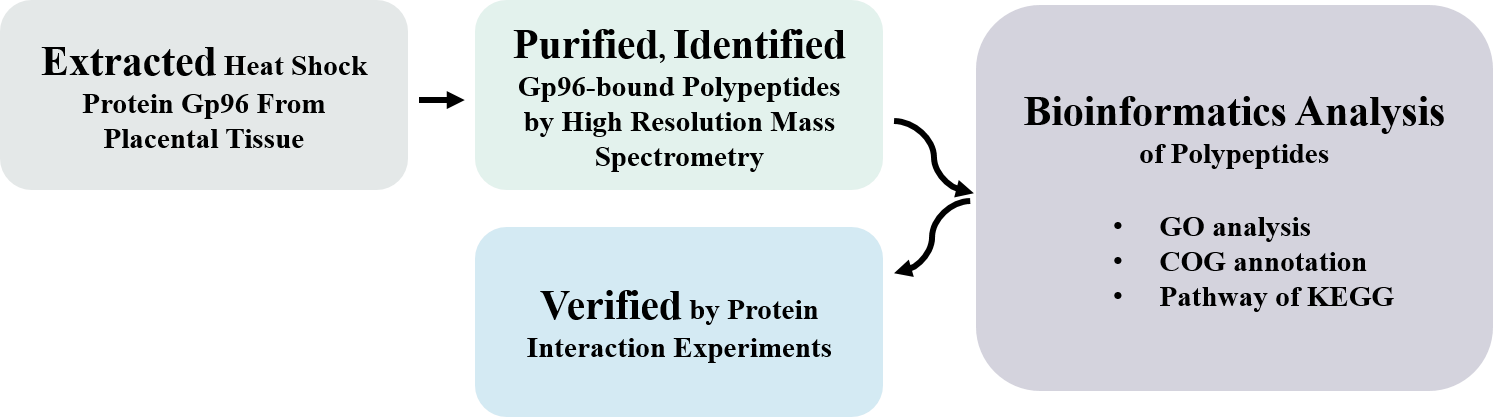 Extracted Heat Shock
Protein Gp96 From
Placental Tissue
Purified, Identified
Gp96-bound Polypeptides
by High Resolution Mass
Spectrometry
Bioinformatics Analysis
of Polypeptides
• GO analysis
• COG annotation
• Pathway of KEGG
Verified by Protein
Interaction Experiments